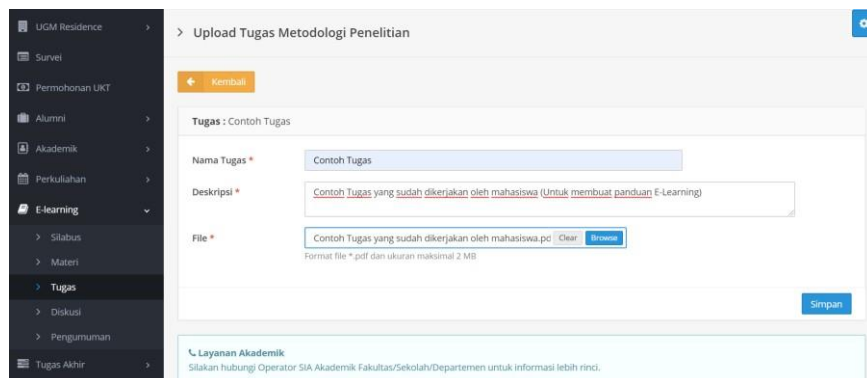 UGM Residence
Survei
Permohonan UKT
Alumni
Akademik
Perkuliahan
E-learning
> Silabus
> Materi
> Tugas
> Diskusi
> Pengumuman
Tugas Akhir
> Upload Tugas Metodologi Penelitian
Kembali
Tugas : Contoh Tugas
Nama Tugas * Contoh Tugas
Deskripsi * Contoh Tugas yang sudah dikerjakan oleh mahasiswa (Untuk membuat panduan E-Learning)
File * Contoh Tugas yang sudah dikerjakan oleh mahasiswa.pd Clear Browse
Format file *.pdf dan ukuran maksimal 2 MB
Simpan
Layanan Akademik
Silakan hubungi Operator SIA Akademik Fakultas/Sekolah/Departemen untuk informasi lebih rinci.